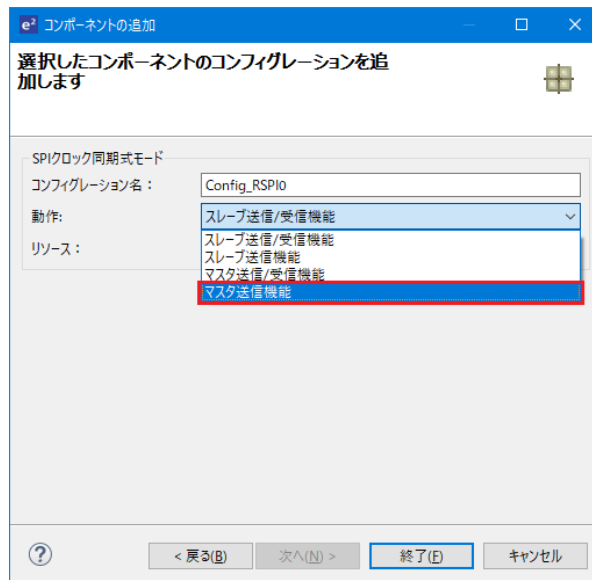 e² コンポーネントの追加
選択したコンポーネントのコンフィグレーションを追
加します
SPIクロック同期式モード
コンフィグレーション名：
Config_RSPI0
動作:
スレーブ送信/受信機能
スレーブ送信/受信機能
スレーブ送信機能
マスタ送信/受信機能
マスタ送信機能
リソース：
?
< 戻る(B)
次へ(N) >
終了(F)
キャンセル